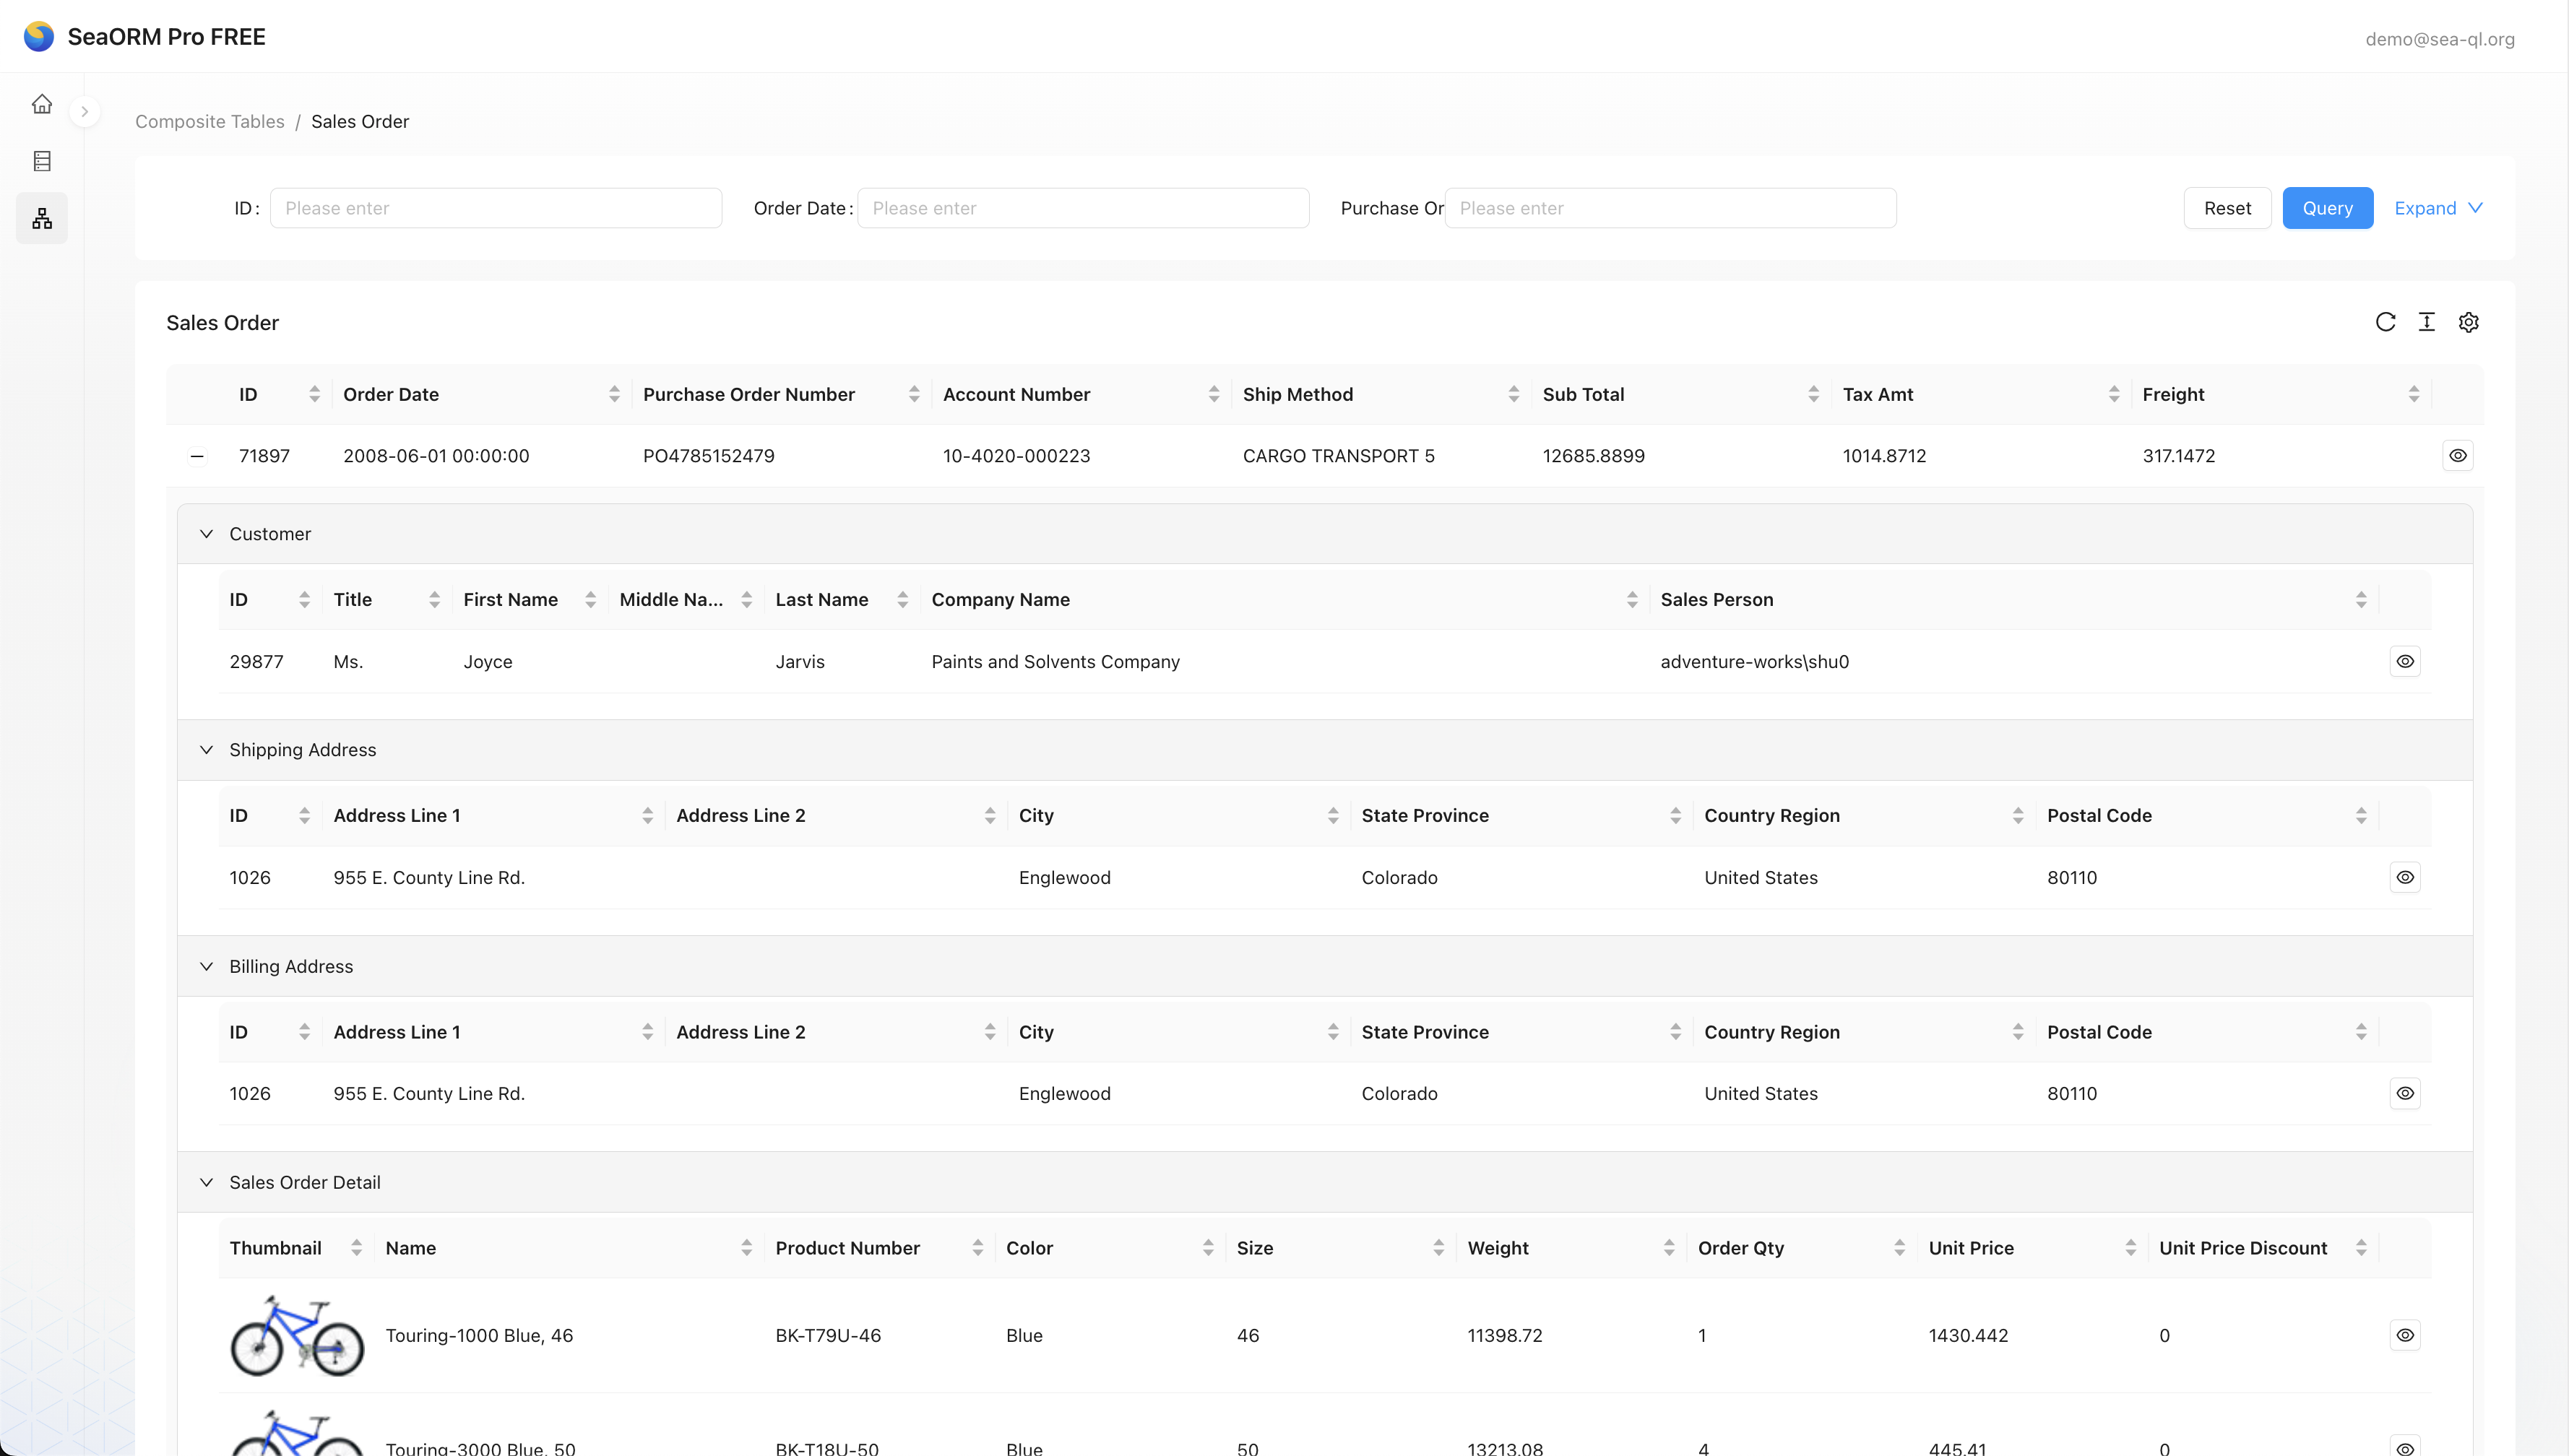 SeaORM Pro FREE
demo@sea-ql.org
Composite Tables / Sales Order
ID : Please enter Order Date : Please enter Purchase Or Please enter Reset Query Expand
Sales Order
ID Order Date Purchase Order Number Account Number Ship Method Sub Total Tax Amt Freight
71897 2008-06-01 00:00:00 PO4785152479 10-4020-000223 CARGO TRANSPORT 5 12685.8899 1014.8712 317.1472
Customer
ID Title First Name Middle Na... Last Name Company Name Sales Person
29877 Ms. Joyce Jarvis Paints and Solvents Company adventure-works\shu0
Shipping Address
ID Address Line 1 Address Line 2 City State Province Country Region Postal Code
1026 955 E. County Line Rd. Englewood Colorado United States 80110
Billing Address
ID Address Line 1 Address Line 2 City State Province Country Region Postal Code
1026 955 E. County Line Rd. Englewood Colorado United States 80110
Sales Order Detail
Thumbnail Name Product Number Color Size Weight Order Qty Unit Price Unit Price Discount
Touring-1000 Blue, 46 BK-T79U-46 Blue 46 11398.72 1 1430.442 0
Touring-3000 Blue, 50 BK-T18U-50 Blue 50 13213.08 4 445.41 0